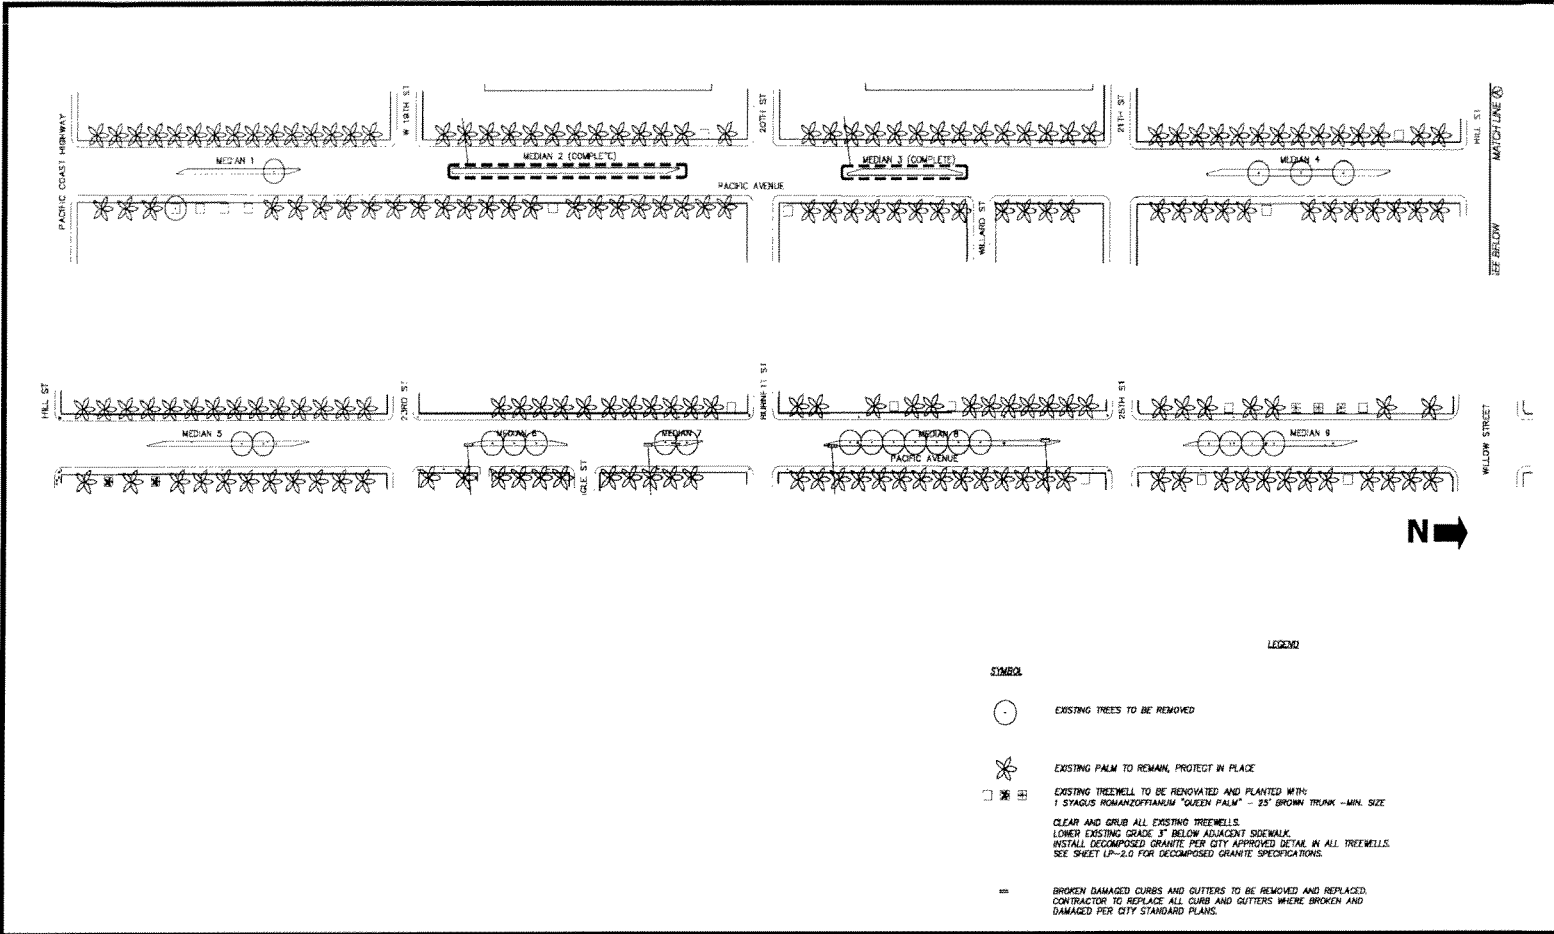 PACIFIC COAST HIGHWAY
W 19TH ST
20TH ST
21TH ST
HILL ST
MATCH LINE A
SEE BELOW
MEDIAN 1
MEDIAN 2 (COMPLETE)
MEDIAN 3 (COMPLETE)
MEDIAN 4
PACIFIC AVENUE
WILLARD ST
HILL ST
23RD ST
BURNETT ST
25TH ST
WILLOW STREET
MEDIAN 5
MEDIAN 6
MEDIAN 7
MEDIAN 8
MEDIAN 9
PACIFIC AVENUE
GLE ST
N
LEGEND
SYMBOL
EXISTING TREES TO BE REMOVED
EXISTING PALM TO REMAIN, PROTECT IN PLACE
EXISTING TREEWELL TO BE RENOVATED AND PLANTED WITH:
1 SYAGUS ROMANZOFFIANUM "QUEEN PALM" - 25' BROWN TRUNK -MIN. SIZE
CLEAR AND GRUB ALL EXISTING TREEWELLS.
LOWER EXISTING GRADE 3" BELOW ADJACENT SIDEWALK.
INSTALL DECOMPOSED GRANITE PER CITY APPROVED DETAIL IN ALL TREEWELLS.
SEE SHEET LP-2.0 FOR DECOMPOSED GRANITE SPECIFICATIONS.
BROKEN DAMAGED CURBS AND GUTTERS TO BE REMOVED AND REPLACED.
CONTRACTOR TO REPLACE ALL CURB AND GUTTERS WHERE BROKEN AND
DAMAGED PER CITY STANDARD PLANS.